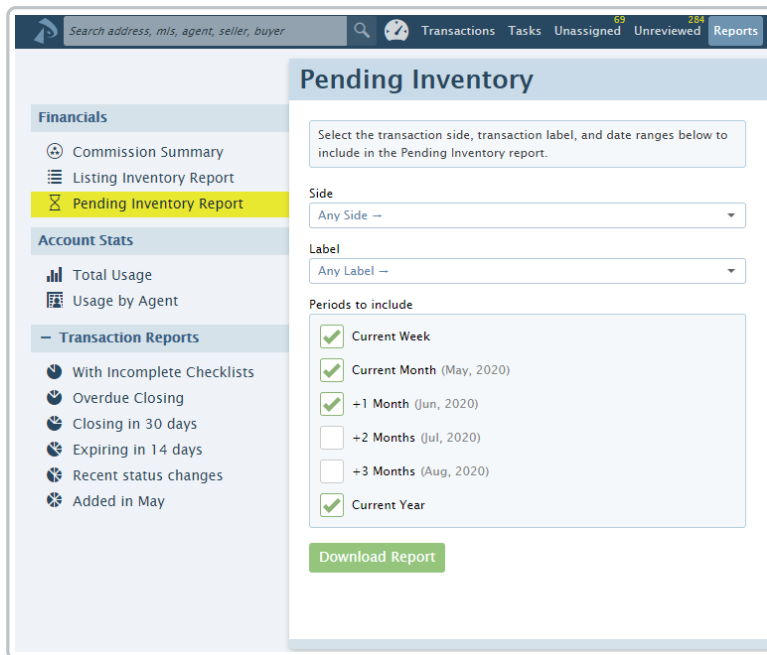 Search address, mls, agent, seller, buyer
Transactions Tasks Unassigned 69 Unreviewed 284 Reports
Pending Inventory
Financials
Commission Summary
Listing Inventory Report
Pending Inventory Report
Account Stats
Total Usage
Usage by Agent
− Transaction Reports
With Incomplete Checklists
Overdue Closing
Closing in 30 days
Expiring in 14 days
Recent status changes
Added in May
Select the transaction side, transaction label, and date ranges below to
include in the Pending Inventory report.
Side
Any Side →
Label
Any Label →
Periods to include
Current Week
Current Month (May, 2020)
+1 Month (Jun, 2020)
+2 Months (Jul, 2020)
+3 Months (Aug, 2020)
Current Year
Download Report